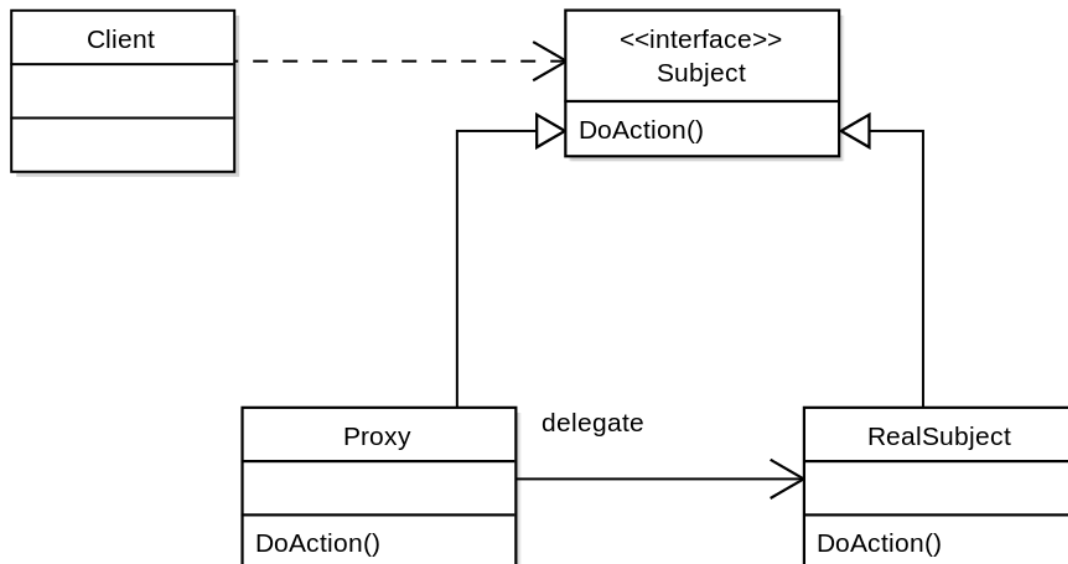 Client
<<interface>>
Subject
DoAction()
delegate
Proxy
RealSubject
DoAction()
DoAction()